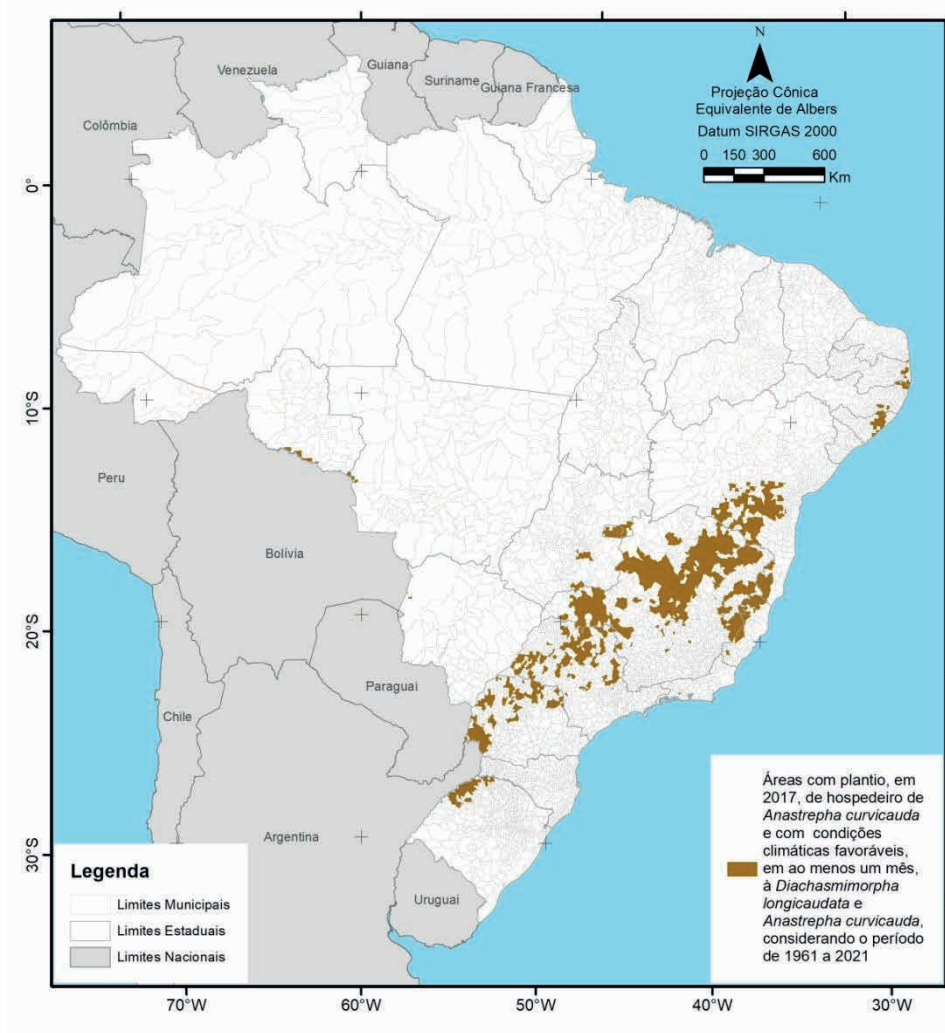 Venezuela
Guiana
Suriname
Guiana Francesa
Colômbia
N
Projeção Cônica
Equivalente de Albers
Datum SIRGAS 2000
0 150 300 600
Km
0°
10°S
20°S
30°S
Peru
Bolívia
Paraguai
Chile
Argentina
Uruguai
Legenda
Limites Municipais
Limites Estaduais
Limites Nacionais
Áreas com plantio, em
2017, de hospedeiro de
Anastrepha curvicauda
e com condições
climáticas favoráveis,
em ao menos um mês,
à Diachasmimorpha
longicaudata e
Anastrepha curvicauda,
considerando o período
de 1961 a 2021
70°W 60°W 50°W 40°W 30°W